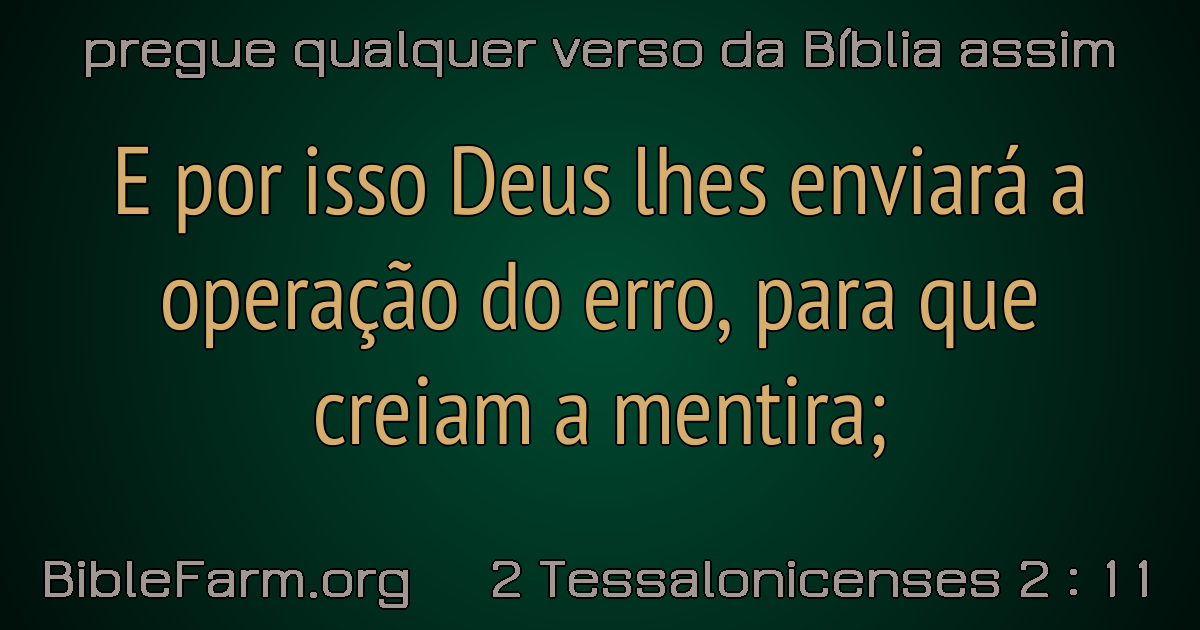 pregue qualquer verso da Bíblia assim
E por isso Deus lhes enviará a
operação do erro, para que
creiam a mentira;
BibleFarm.org 2 Tessalonicenses 2 : 11